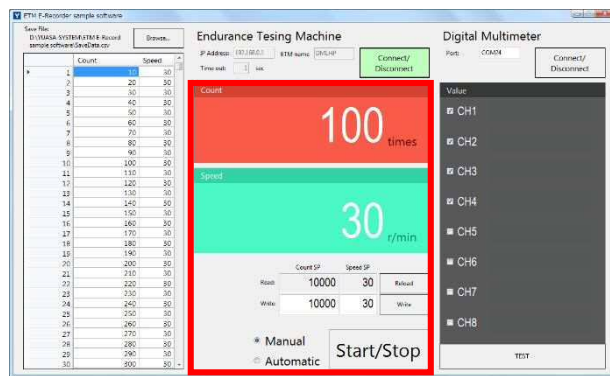 ETM E-Recorder sample software
Save File:
D:\YUASA-SYSTEM\ETM E-Record
sample software\SaveData.csv
Browse...
Count Speed
1 10 30
2 20 30
3 30 30
4 40 30
5 50 30
6 60 30
7 70 30
8 80 30
9 90 30
10 100 30
11 110 30
12 120 30
13 130 30
14 140 30
15 150 30
16 160 30
17 170 30
18 180 30
19 190 30
20 200 30
21 210 30
22 220 30
23 230 30
24 240 30
25 250 30
26 260 30
27 270 30
28 280 30
29 290 30
30 300 30
Endurance Tesing Machine
IP Address: 192.168.0.1 ETM name:
Time out: 1 sec
Connect/
Disconnect
Count
100 times
Speed
30 r/min
Count SP Speed SP
Read: 10000 30 Reload
Write: 10000 30 Write
Manual
Automatic
Start/Stop
Digital Multimeter
Port: COM24
Connect/
Disconnect
Value
CH1
CH2
CH3
CH4
CH5
CH6
CH7
CH8
TEST